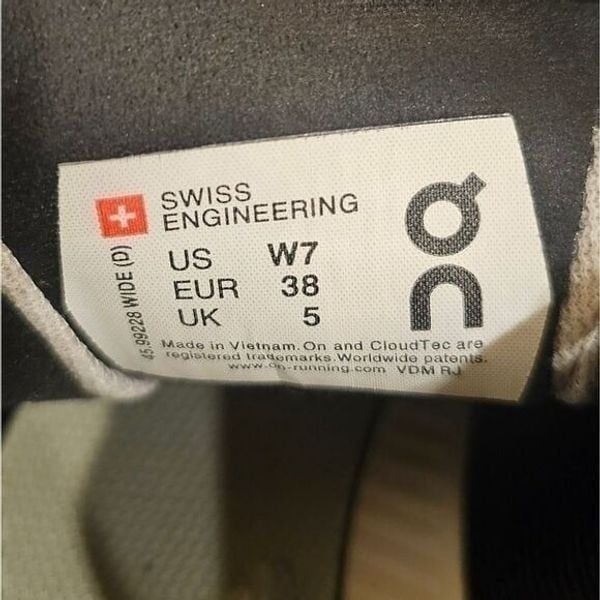 SWISS
ENGINEERING
US W7
EUR 38
UK 5
45.99228 WIDE (D)
Made in Vietnam. On and CloudTec are
registered trademarks. Worldwide patents.
www.on-running.com VDM RJ
On